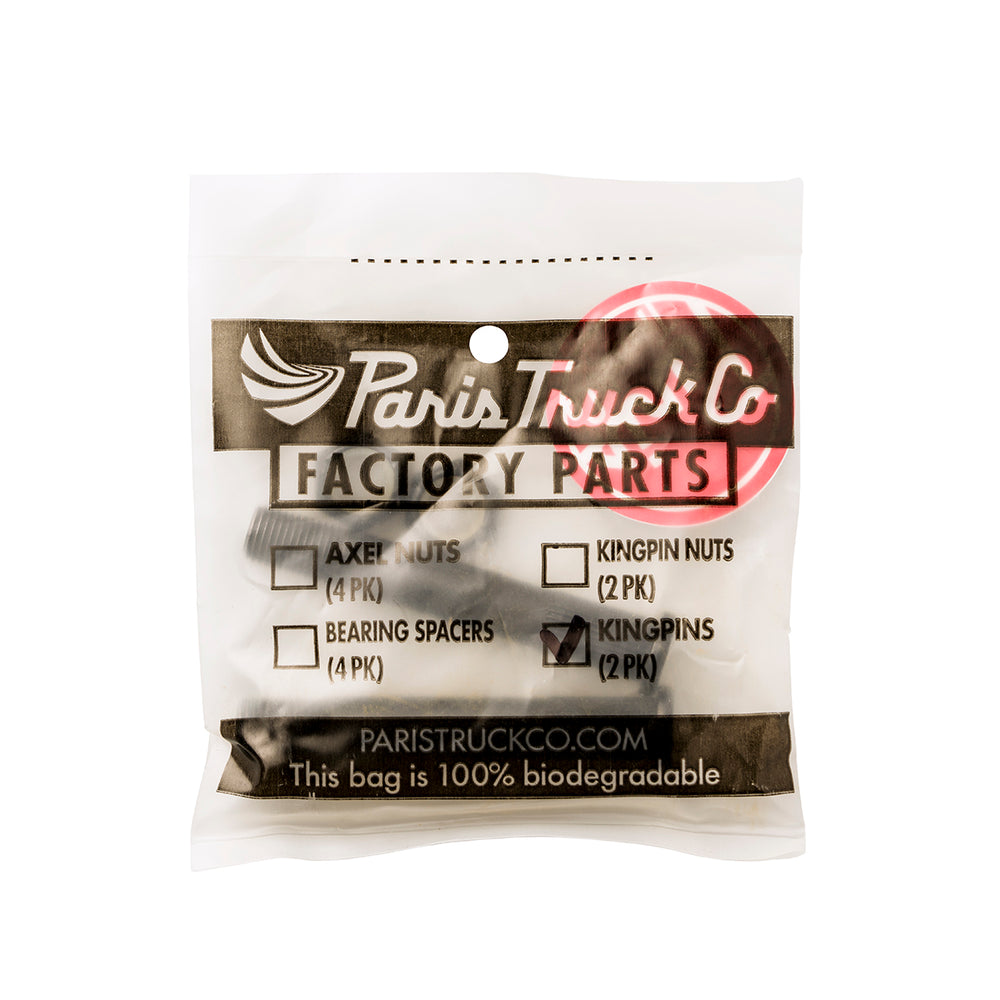 Paris Truck Co
FACTORY PARTS
AXEL NUTS
(4 PK)
KINGPIN NUTS
(2 PK)
BEARING SPACERS
(4 PK)
KINGPINS
(2 PK)
PARISTRUCKCO.COM
This bag is 100% biodegradable